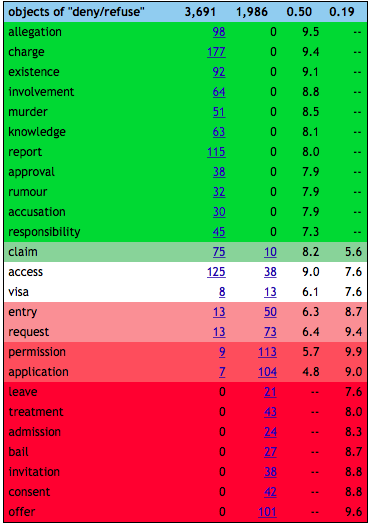 objects of "deny/refuse" 3,691 1,986 0.50 0.19
allegation 98 0 9.5 --
charge 177 0 9.4 --
existence 92 0 9.1 --
involvement 64 0 8.8 --
murder 51 0 8.5 --
knowledge 63 0 8.1 --
report 115 0 8.0 --
approval 38 0 7.9 --
rumour 32 0 7.9 --
accusation 30 0 7.9 --
responsibility 45 0 7.3 --
claim 75 10 8.2 5.6
access 125 38 9.0 7.6
visa 8 13 6.1 7.6
entry 13 50 6.3 8.7
request 13 73 6.4 9.4
permission 9 113 5.7 9.9
application 7 104 4.8 9.0
leave 0 21 -- 7.6
treatment 0 43 -- 8.0
admission 0 24 -- 8.3
bail 0 27 -- 8.7
invitation 0 38 -- 8.8
consent 0 42 -- 8.8
offer 0 101 -- 9.6